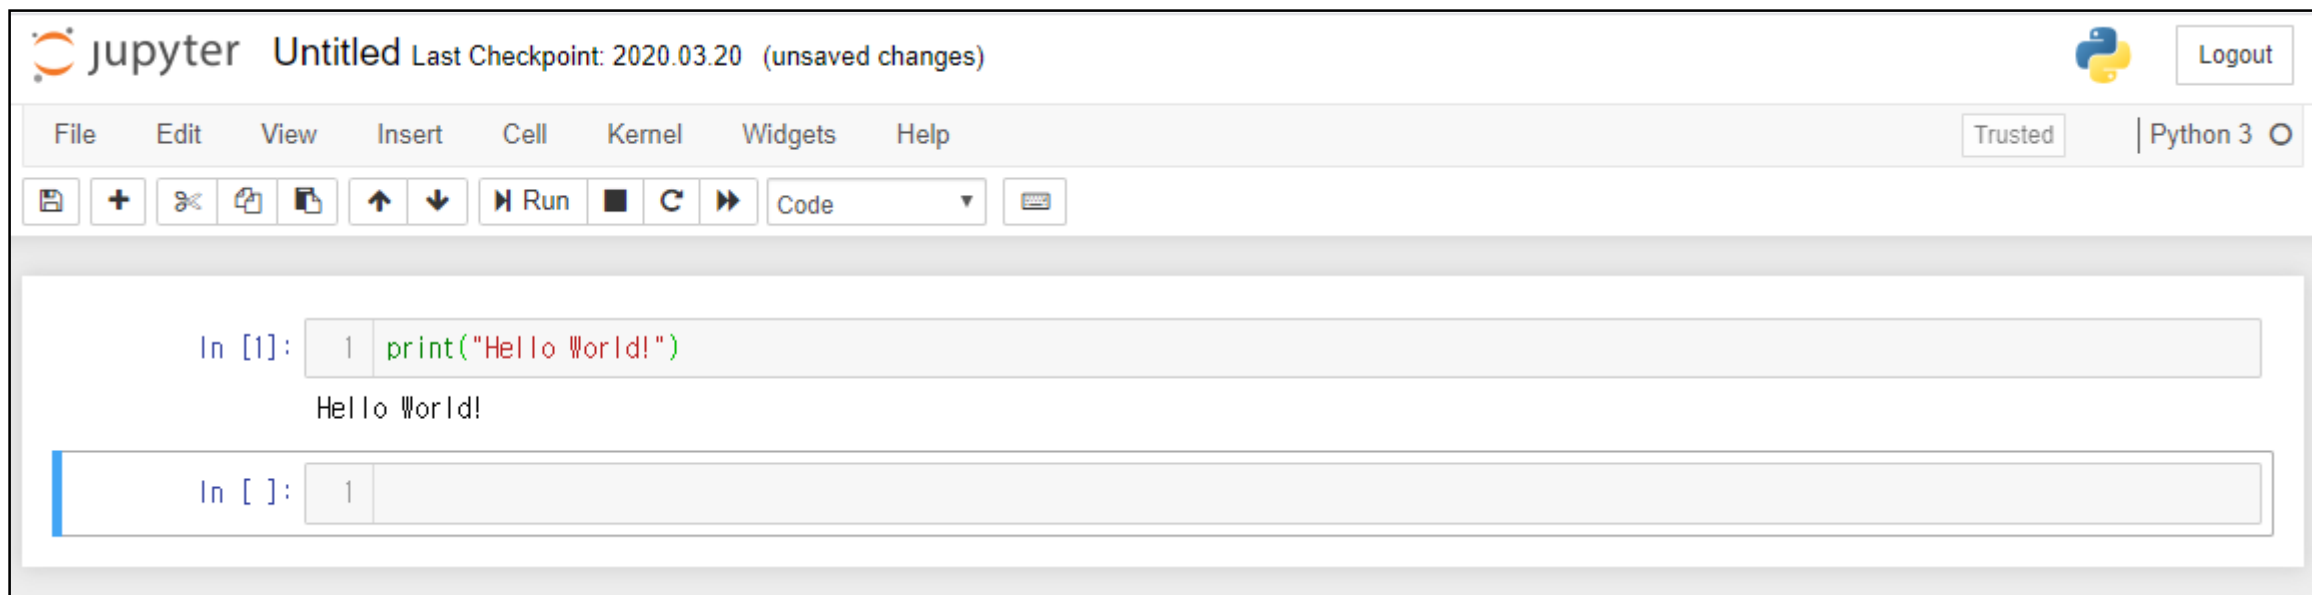 jupyter Untitled Last Checkpoint: 2020.03.20 (unsaved changes) Logout
File Edit View Insert Cell Kernel Widgets Help Trusted Python 3
Run Code
In [1]: 1 print("Hello World!")
Hello World!
In [ ]: 1